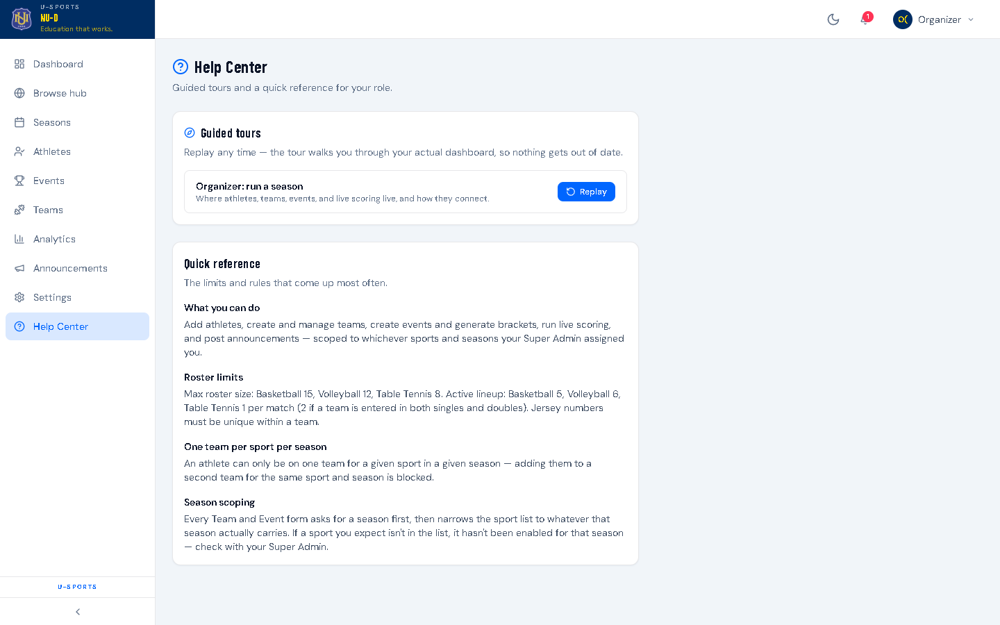 U-SPORTS
NU-D
Education that works.
1
O(
Organizer
Dashboard
Browse hub
Seasons
Athletes
Events
Teams
Analytics
Announcements
Settings
Help Center
U-SPORTS
Help Center
Guided tours and a quick reference for your role.
Guided tours
Replay any time — the tour walks you through your actual dashboard, so nothing gets out of date.
Organizer: run a season
Where athletes, teams, events, and live scoring live, and how they connect.
Replay
Quick reference
The limits and rules that come up most often.
What you can do
Add athletes, create and manage teams, create events and generate brackets, run live scoring,
and post announcements — scoped to whichever sports and seasons your Super Admin assigned
you.
Roster limits
Max roster size: Basketball 15, Volleyball 12, Table Tennis 8. Active lineup: Basketball 5, Volleyball 6,
Table Tennis 1 per match (2 if a team is entered in both singles and doubles). Jersey numbers
must be unique within a team.
One team per sport per season
An athlete can only be on one team for a given sport in a given season — adding them to a
second team for the same sport and season is blocked.
Season scoping
Every Team and Event form asks for a season first, then narrows the sport list to whatever that
season actually carries. If a sport you expect isn't in the list, it hasn't been enabled for that season
— check with your Super Admin.